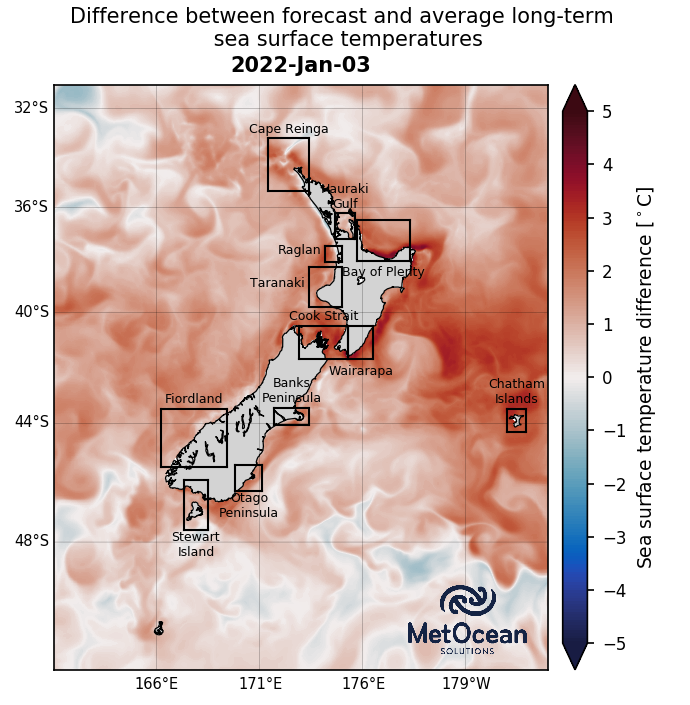 Difference between forecast and average long-term
sea surface temperatures
2022-Jan-03
32°S
36°S
40°S
44°S
48°S
Cape Reinga
Hauraki
Gulf
Raglan
Bay of Plenty
Taranaki
Cook Strait
Wairarapa
Banks
Peninsula
Fiordland
Chatham
Islands
Otago
Peninsula
Stewart
Island
MetOcean
SOLUTIONS
166°E
171°E
176°E
179°W
5
4
3
2
1
0
−1
−2
−3
−4
−5
Sea surface temperature difference [°C]